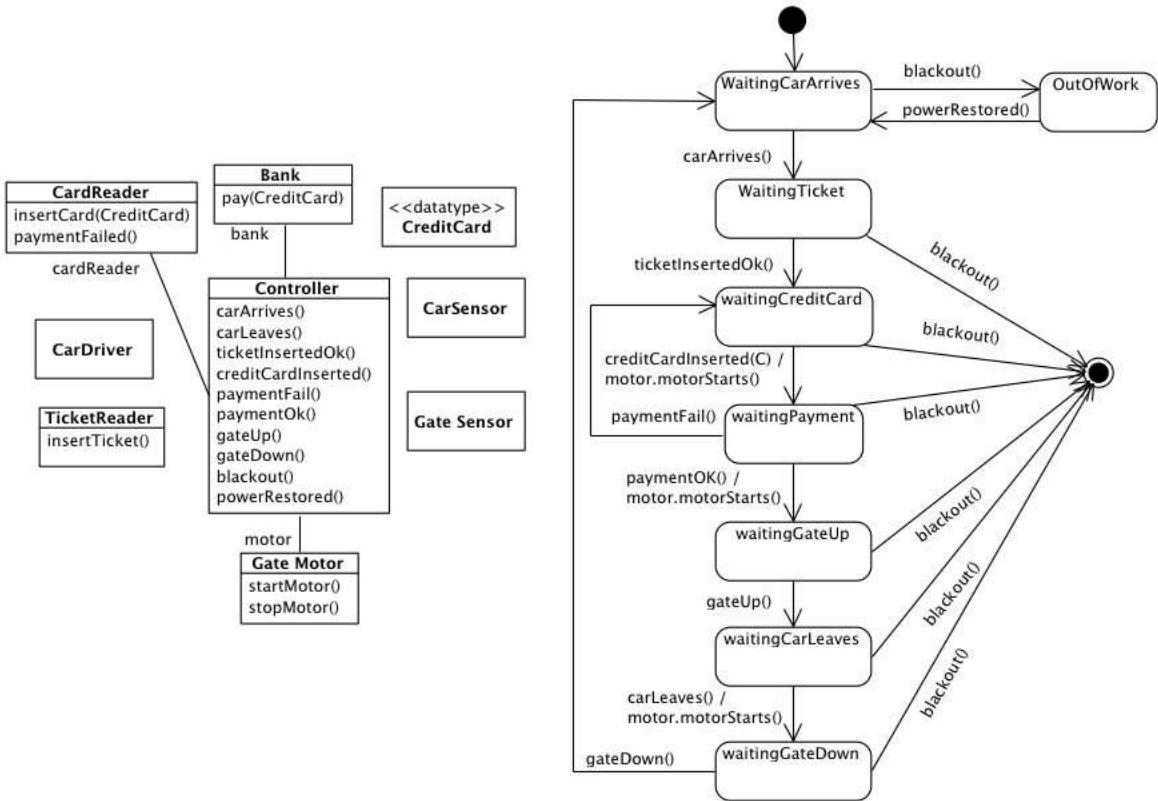 CardReader
insertCard(CreditCard)
paymentFailed()
cardReader
Bank
pay(CreditCard)
bank
<<datatype>>
CreditCard
Controller
carArrives()
carLeaves()
ticketInsertedOk()
creditCardInserted()
paymentFail()
paymentOk()
gateUp()
gateDown()
blackout()
powerRestored()
CarSensor
CarDriver
TicketReader
insertTicket()
Gate Sensor
motor
Gate Motor
startMotor()
stopMotor()
WaitingCarArrives
blackout()
OutOfWork
powerRestored()
carArrives()
WaitingTicket
blackout()
ticketInsertedOk()
waitingCreditCard
blackout()
creditCardInserted(C) /
motor.motorStarts()
paymentFail()
waitingPayment
blackout()
paymentOK() /
motor.motorStarts()
waitingGateUp
blackout()
gateUp()
waitingCarLeaves
blackout()
carLeaves() /
motor.motorStarts()
gateDown()
waitingGateDown
blackout()